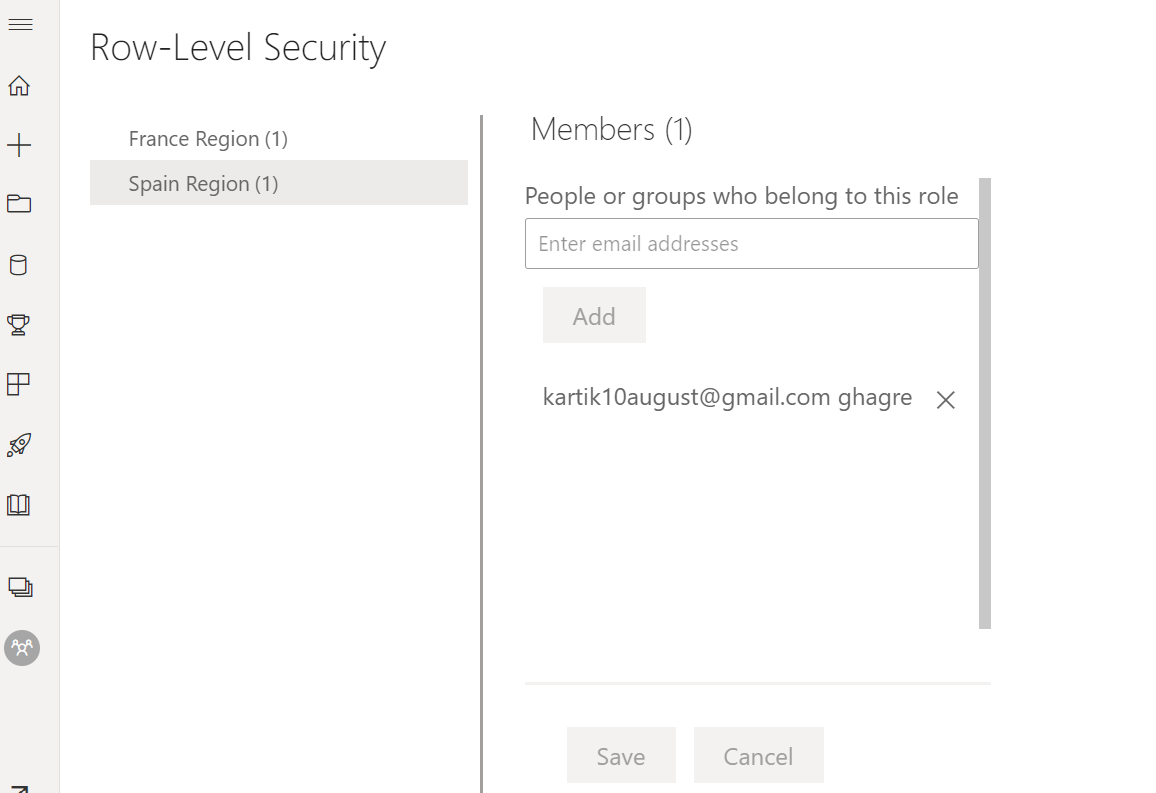 Row-Level Security
France Region (1)
Spain Region (1)
Members (1)
People or groups who belong to this role
Enter email addresses
Add
kartik10august@gmail.com ghagre
Save
Cancel